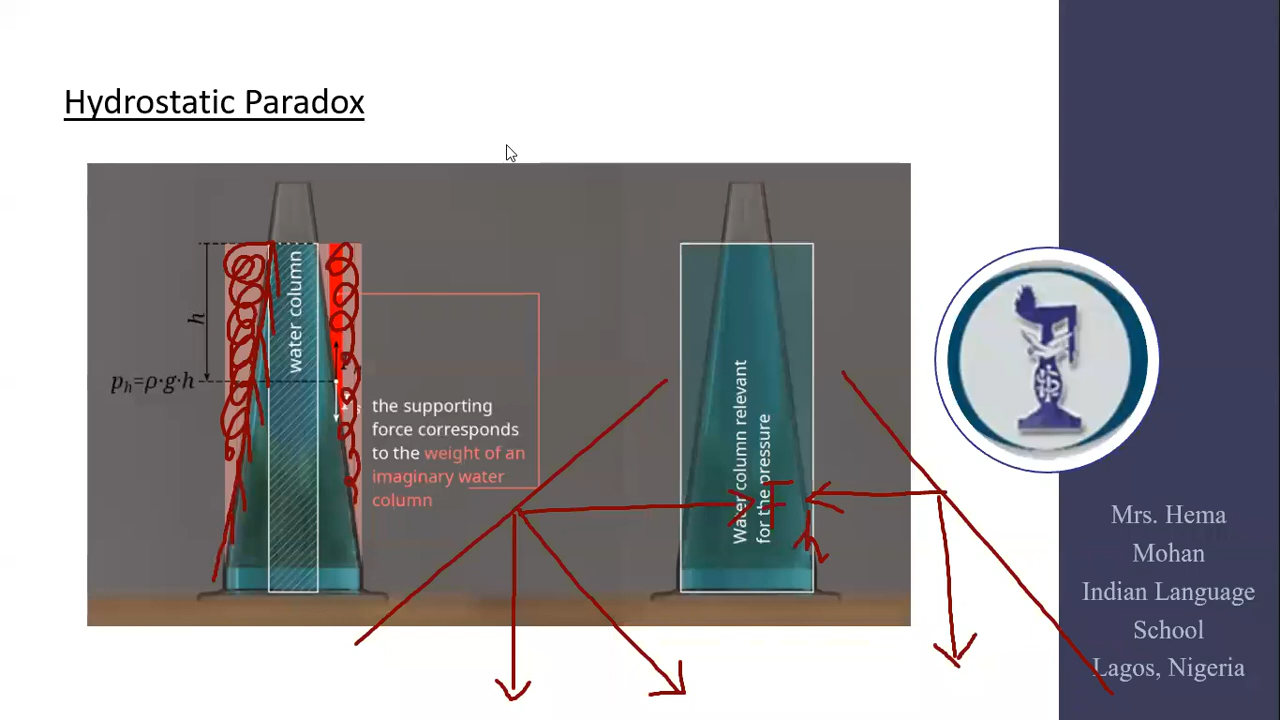 Hydrostatic Paradox
water column
h
pₕ=ρ·g·h
the supporting
force corresponds
to the weight of an
imaginary water
column
Water column relevant
for the pressure
F
h
Mrs. Hema
Mohan
Indian Language
School
Lagos, Nigeria